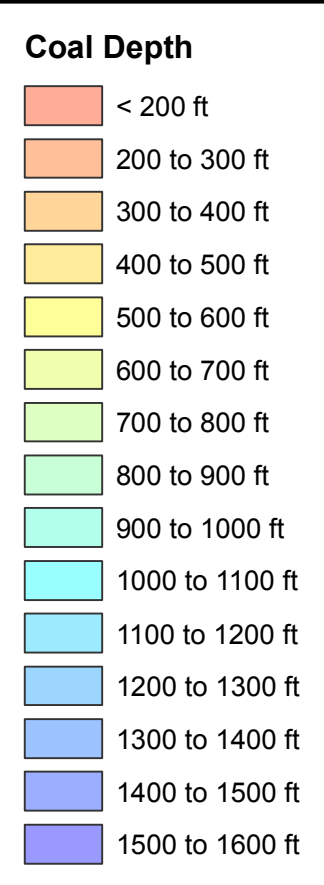 Coal Depth
< 200 ft
200 to 300 ft
300 to 400 ft
400 to 500 ft
500 to 600 ft
600 to 700 ft
700 to 800 ft
800 to 900 ft
900 to 1000 ft
1000 to 1100 ft
1100 to 1200 ft
1200 to 1300 ft
1300 to 1400 ft
1400 to 1500 ft
1500 to 1600 ft